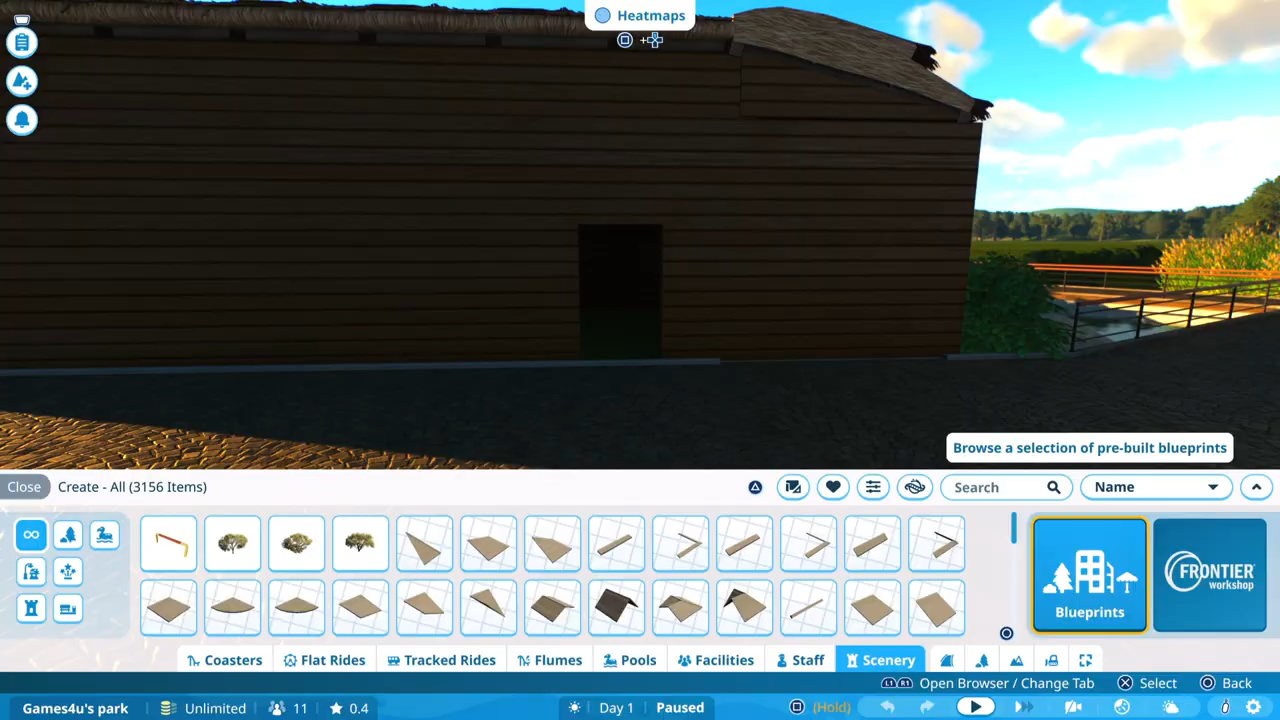 Heatmaps
+
Browse a selection of pre-built blueprints
Close
Create - All (3156 Items)
Search
Name
Blueprints
FRONTIER
workshop
Coasters
Flat Rides
Tracked Rides
Flumes
Pools
Facilities
Staff
Scenery
L1 R1 Open Browser / Change Tab
Select
Back
Games4u's park
Unlimited
11
0.4
Day 1
Paused
(Hold)